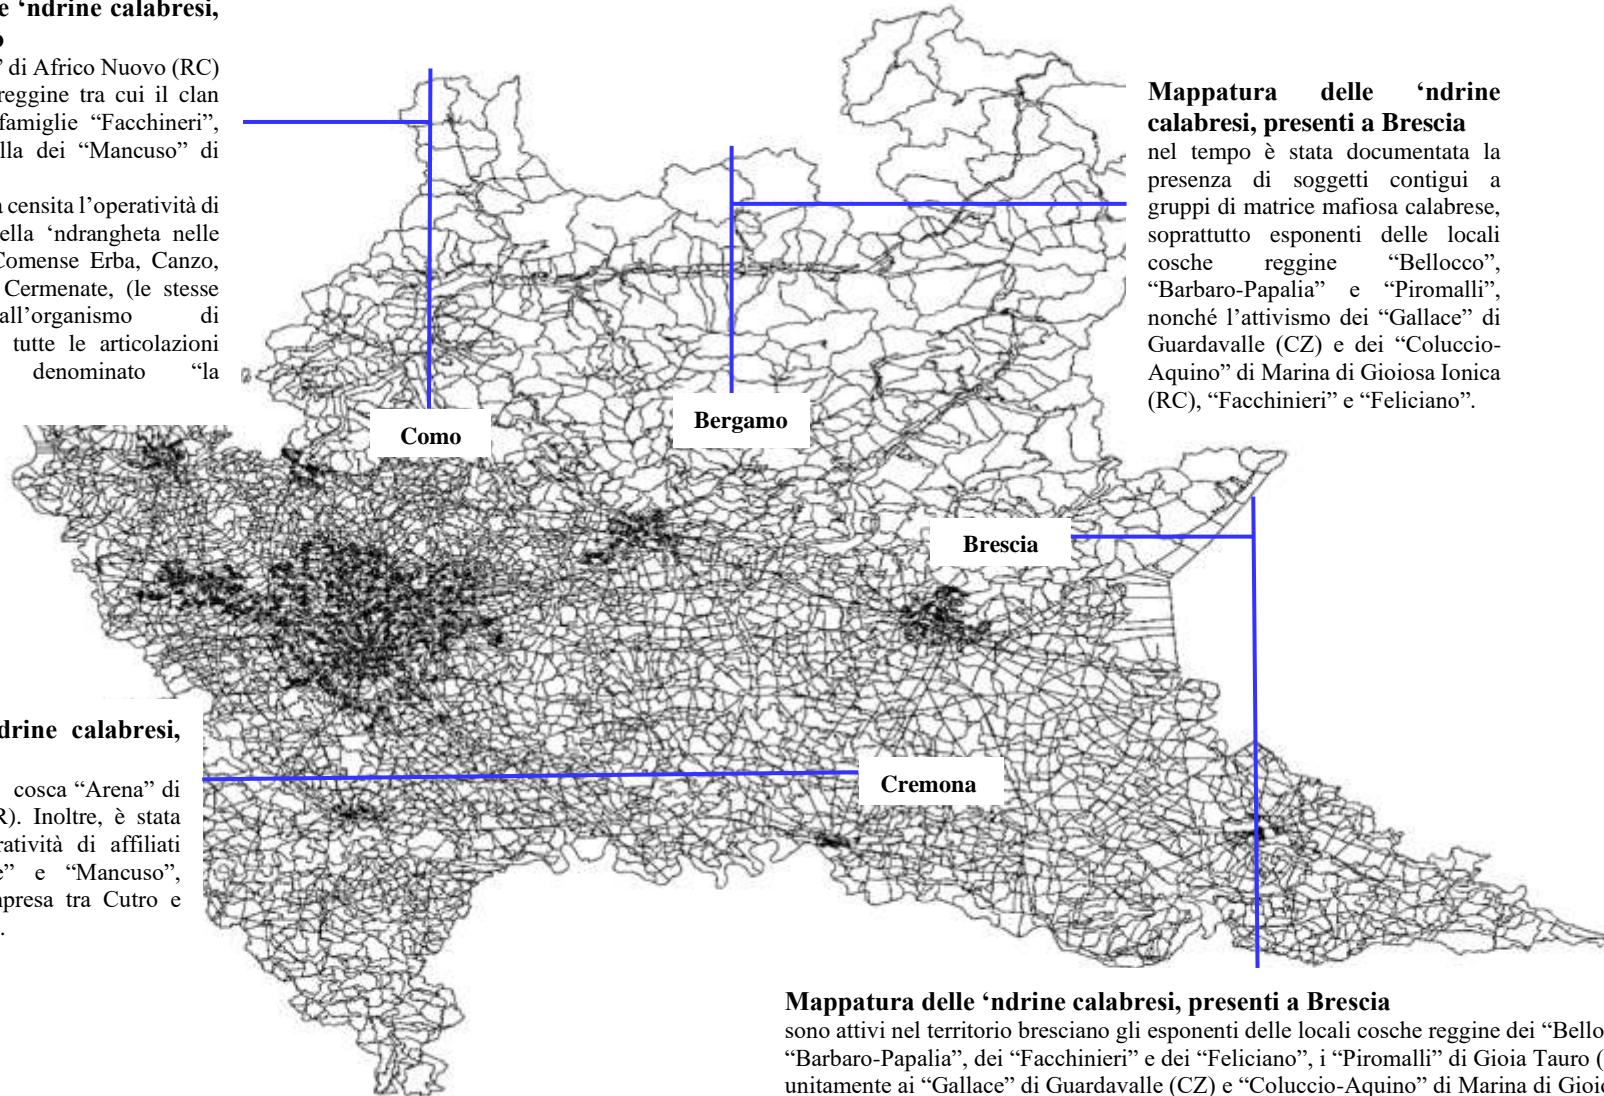 e ‘ndrine calabresi,
” di Africo Nuovo (RC)
reggine tra cui il clan
famiglie “Facchineri”,
lla dei “Mancuso” di
a censita l’operatività di
ella ‘ndrangheta nelle
Comense Erba, Canzo,
Cermenate, (le stesse
all’organismo di
tutte le articolazioni
denominato “la
Mappatura delle ‘ndrine
calabresi, presenti a Brescia
nel tempo è stata documentata la
presenza di soggetti contigui a
gruppi di matrice mafiosa calabrese,
soprattutto esponenti delle locali
cosche reggine “Bellocco”,
“Barbaro-Papalia” e “Piromalli”,
nonché l’attivismo dei “Gallace” di
Guardavalle (CZ) e dei “Coluccio-
Aquino” di Marina di Gioiosa Ionica
(RC), “Facchinieri” e “Feliciano”.
Como
Bergamo
Brescia
Cremona
drine calabresi,
cosca “Arena” di
R). Inoltre, è stata
ratività di affiliati
e” e “Mancuso”,
mpresa tra Cutro e
.
Mappatura delle ‘ndrine calabresi, presenti a Brescia
sono attivi nel territorio bresciano gli esponenti delle locali cosche reggine dei “Bello
“Barbaro-Papalia”, dei “Facchinieri” e dei “Feliciano”, i “Piromalli” di Gioia Tauro (
unitamente ai “Gallace” di Guardavalle (CZ) e “Coluccio-Aquino” di Marina di Gioio